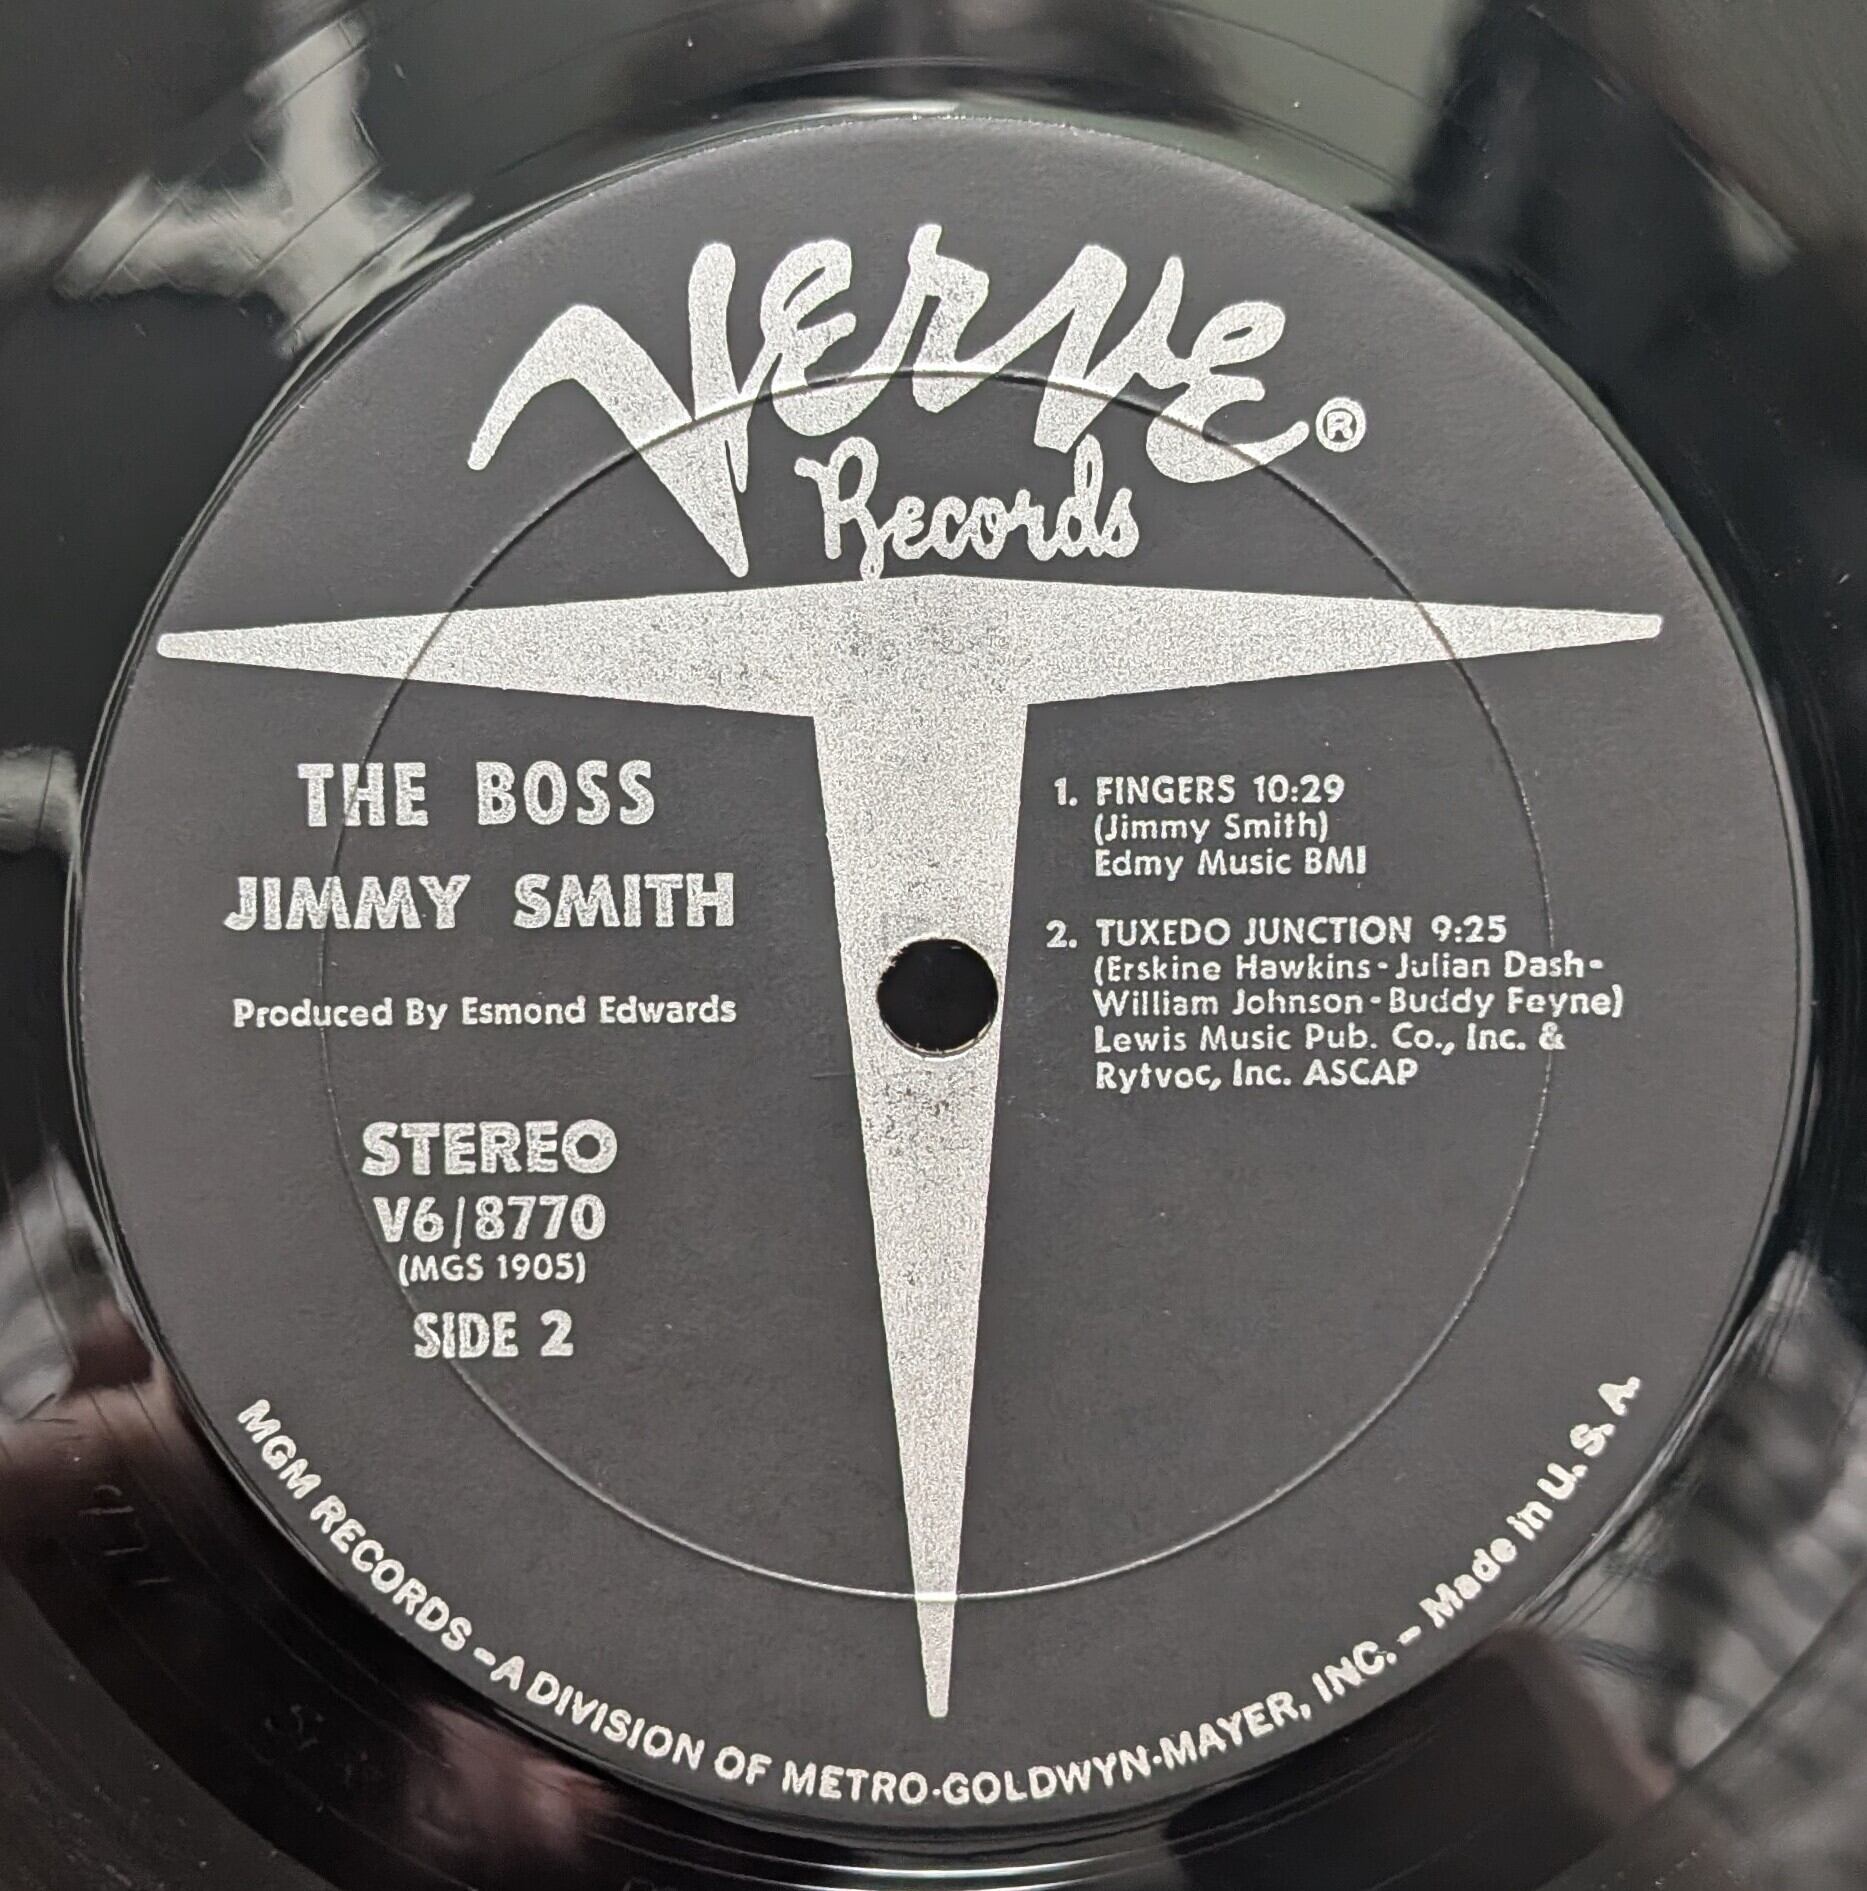 Verve®
Records
THE BOSS
JIMMY SMITH
Produced By Esmond Edwards
STEREO
V6/8770
(MGS 1905)
SIDE 2
1. FINGERS 10:29
(Jimmy Smith)
Edmy Music BMI
2. TUXEDO JUNCTION 9:25
(Erskine Hawkins-Julian Dash-
William Johnson-Buddy Feyne)
Lewis Music Pub. Co., Inc. &
Rytvoc, Inc. ASCAP
MGM RECORDS - A DIVISION OF METRO-GOLDWYN-MAYER, INC. - Made in U. S. A.